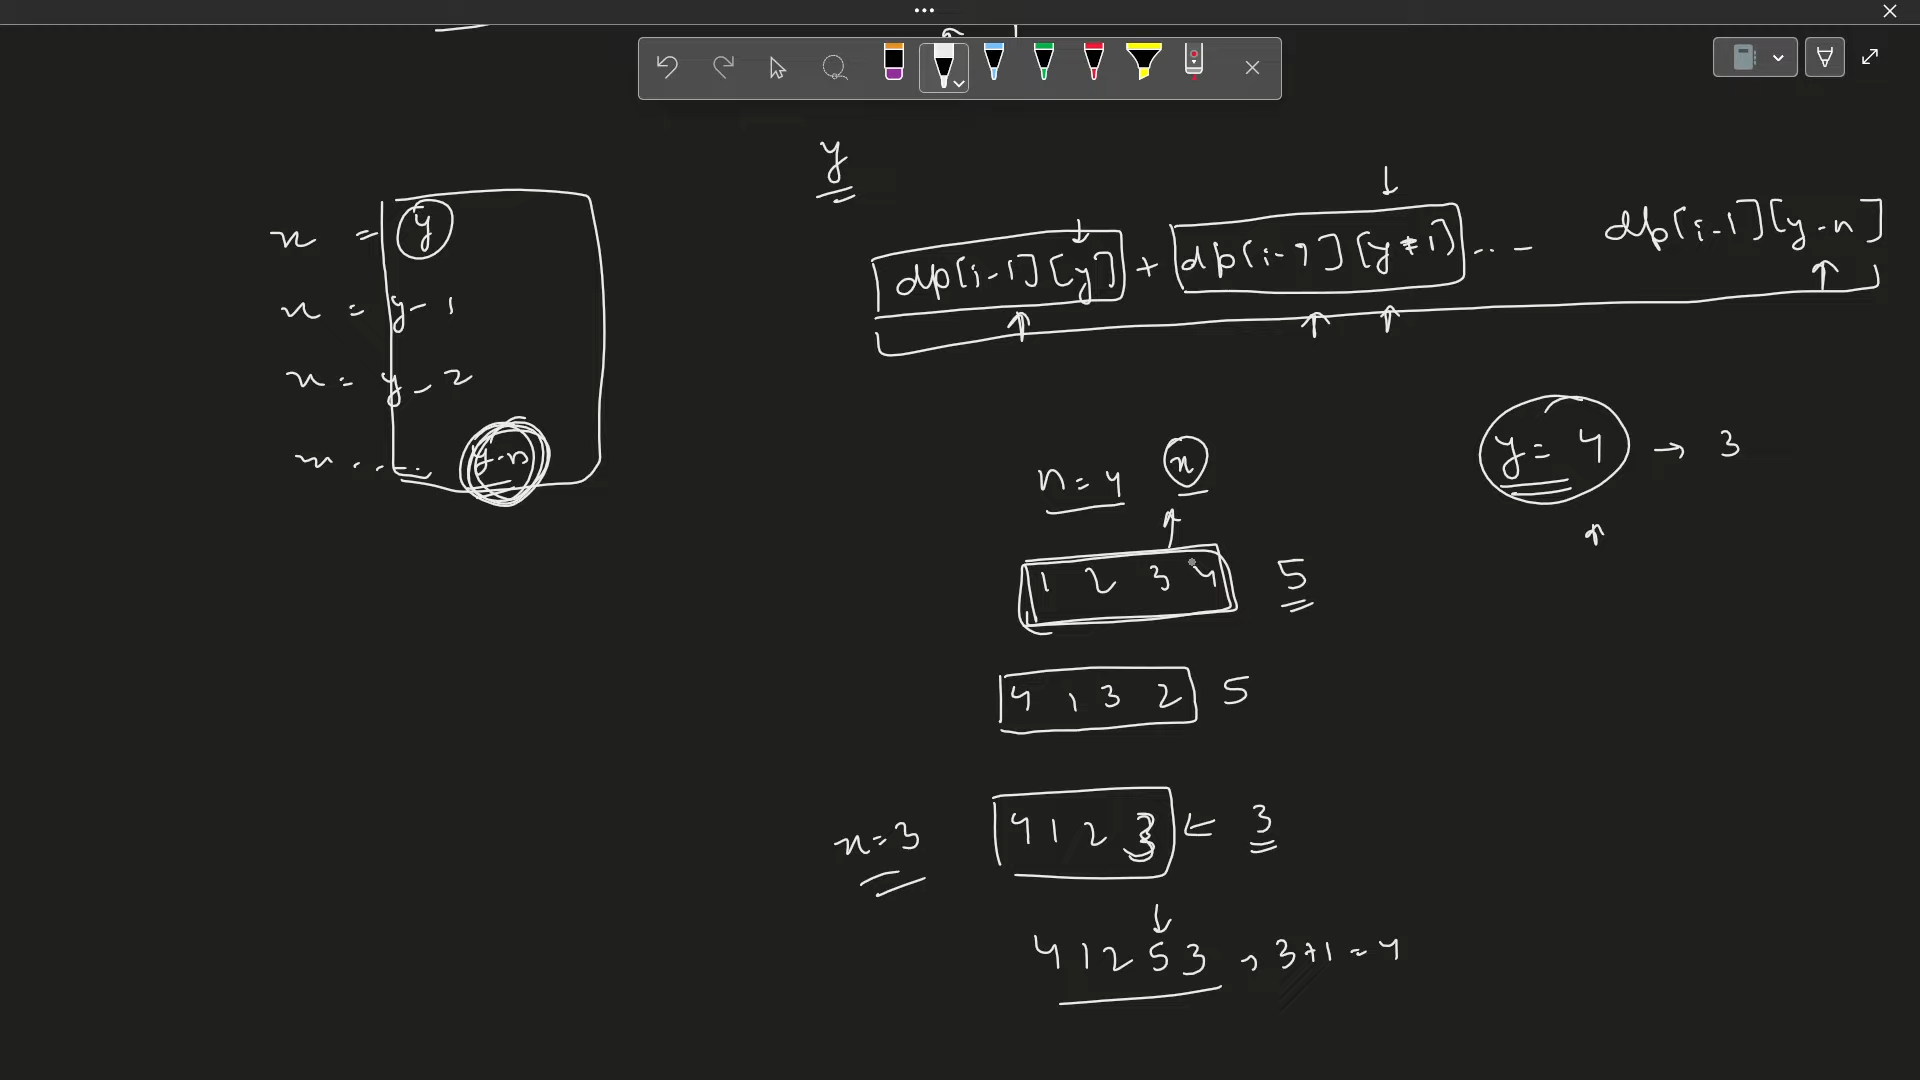 y
x = y
dp[i-1][y] + dp[i-1][y-1] ... dp[i-1][y-n]
x = y-1
x = y-2
x ..... y-n
n = 4 x
y = 4 → 3
1 2 3 4 5
4 1 3 2 5
x = 3 4 1 2 3 ← 3
4 1 2 5 3 → 3+1 = 4